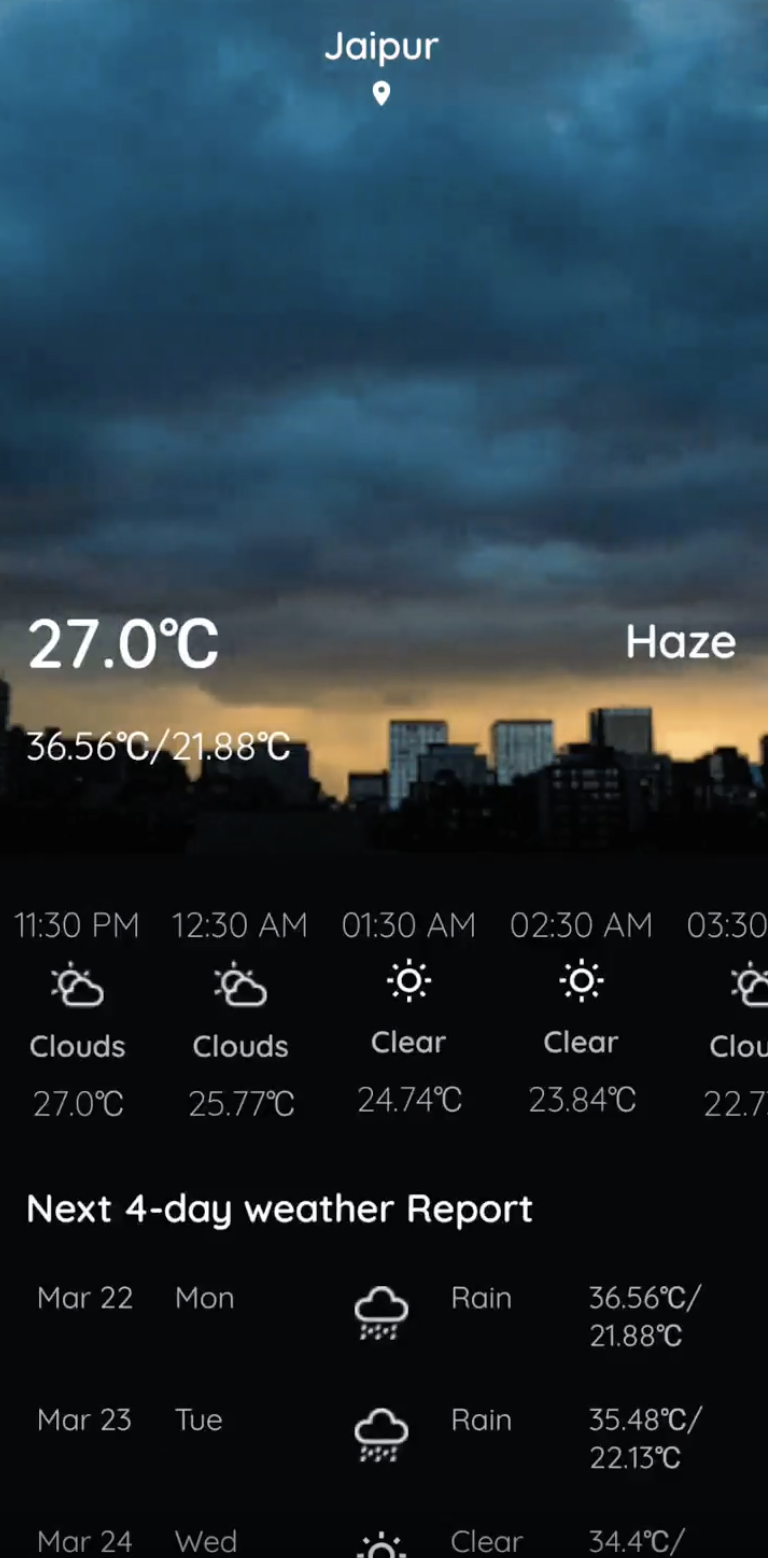 Jaipur
27.0℃
Haze
36.56℃/21.88℃
11:30 PM 12:30 AM 01:30 AM 02:30 AM 03:30
Clouds Clouds Clear Clear Clou
27.0℃ 25.77℃ 24.74℃ 23.84℃ 22.7
Next 4-day weather Report
Mar 22 Mon Rain 36.56℃/
21.88℃
Mar 23 Tue Rain 35.48℃/
22.13℃
Mar 24 Wed Clear 34.4℃/